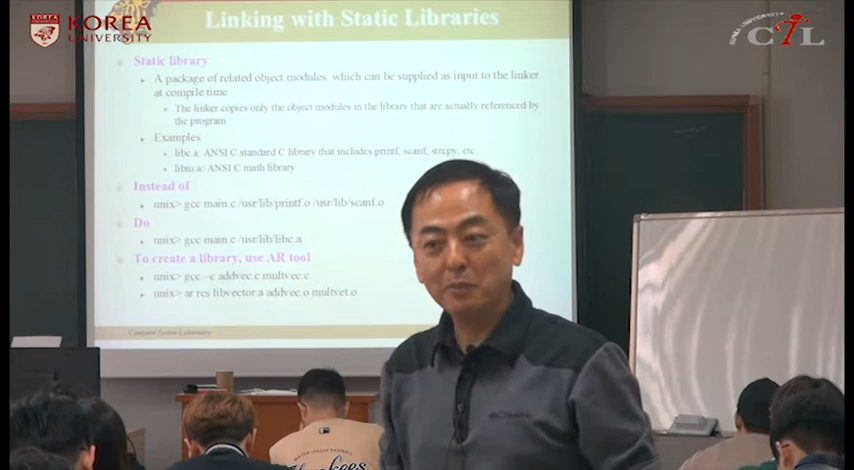 KOREA
UNIVERSITY
CTL
Linking with Static Libraries
Static library
A package of related object modules, which can be supplied as input to the linker
at compile time
The linker copies only the object modules in the library that are actually referenced by
the program
Examples
libc.a: ANSI C standard C library that includes printf, scanf, strcpy, etc
libm.a: ANSI C math library
Instead of
unix> gcc main.c /usr/lib/printf.o /usr/lib/scanf.o ...
Do
unix> gcc main.c /usr/lib/libc.a
To create a library, use AR tool
unix> gcc –c addvec.c multvec.c
unix> ar rcs libvector.a addvec.o multvet.o
Computer System Laboratory
Columbia
Yankees